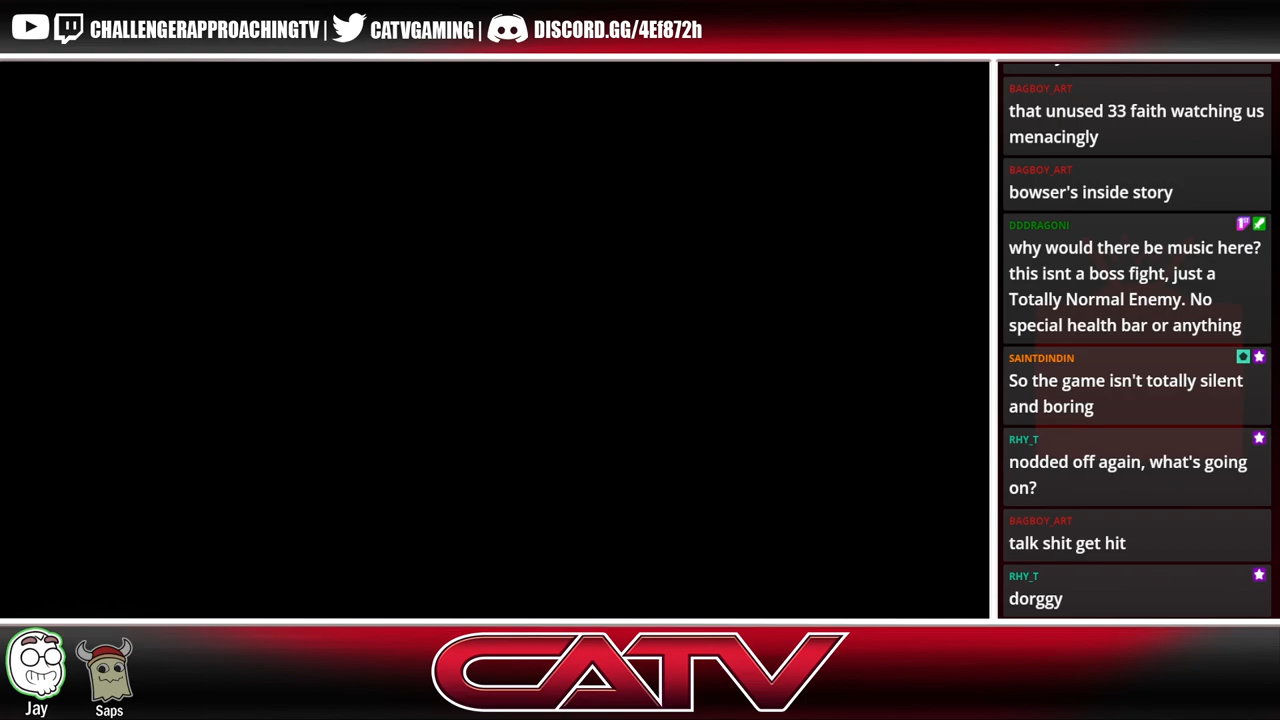 CHALLENGERAPPROACHINGTV | CATVGAMING | DISCORD.GG/4Ef872h
BAGBOY_ART
that unused 33 faith watching us
menacingly
BAGBOY_ART
bowser's inside story
DDDRAGONI
why would there be music here?
this isnt a boss fight, just a
Totally Normal Enemy. No
special health bar or anything
SAINTDINDIN
So the game isn't totally silent
and boring
RHY_T
nodded off again, what's going
on?
BAGBOY_ART
talk shit get hit
RHY_T
dorggy
CATV
Jay
Saps